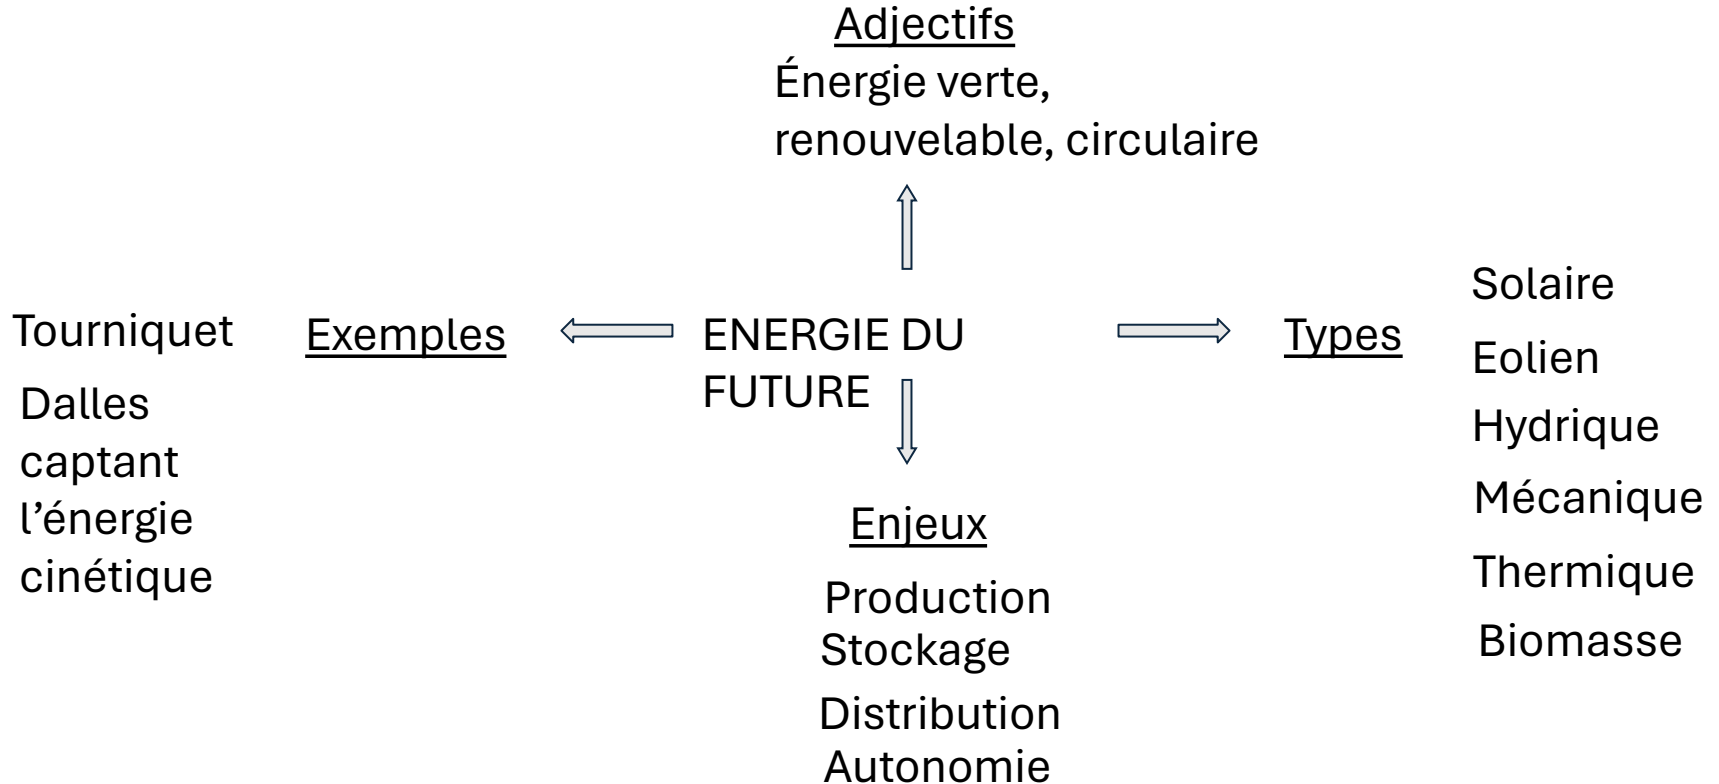 Adjectifs
Énergie verte,
renouvelable, circulaire
Tourniquet
Dalles
captant
l’énergie
cinétique
Exemples
ENERGIE DU
FUTURE
Types
Solaire
Eolien
Hydrique
Mécanique
Thermique
Biomasse
Enjeux
Production
Stockage
Distribution
Autonomie